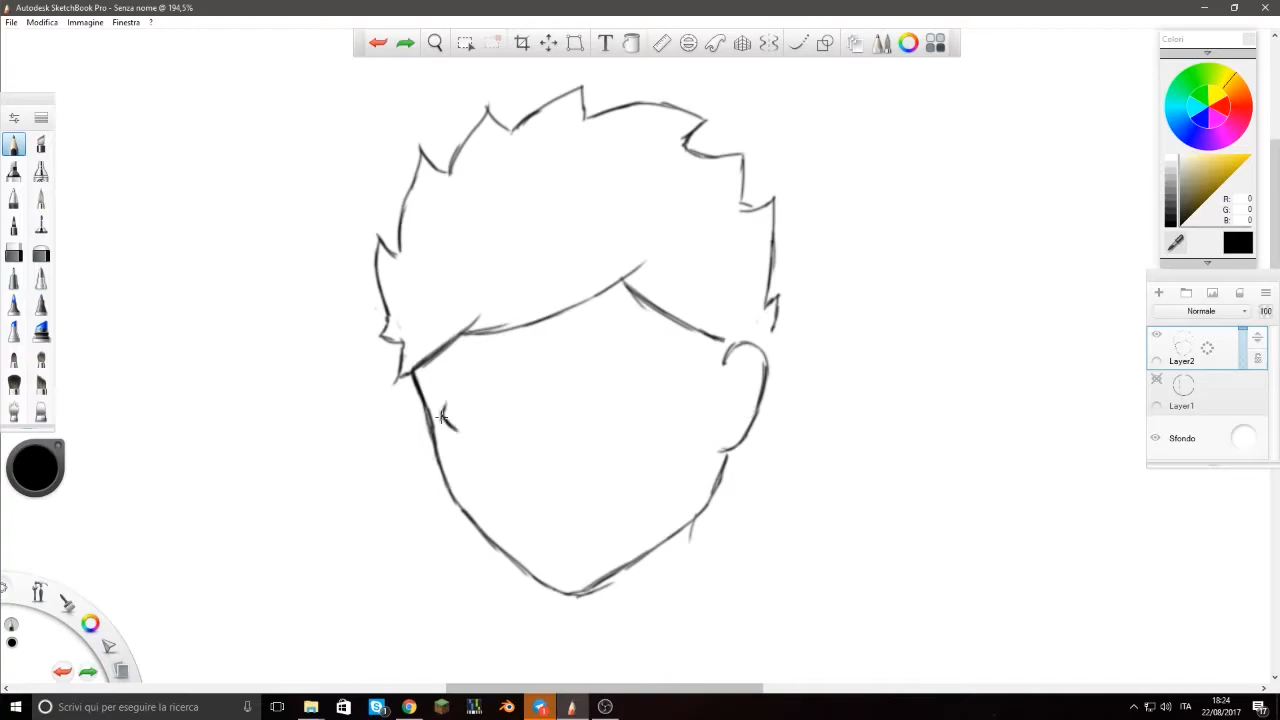 Autodesk SketchBook Pro - Senza nome @ 194,5%
File Modifica Immagine Finestra ?
Colori
R: 0
G: 0
B: 0
Normale 100
Layer2
Layer1
Sfondo
Scrivi qui per eseguire la ricerca
ITA
18:24
22/08/2017